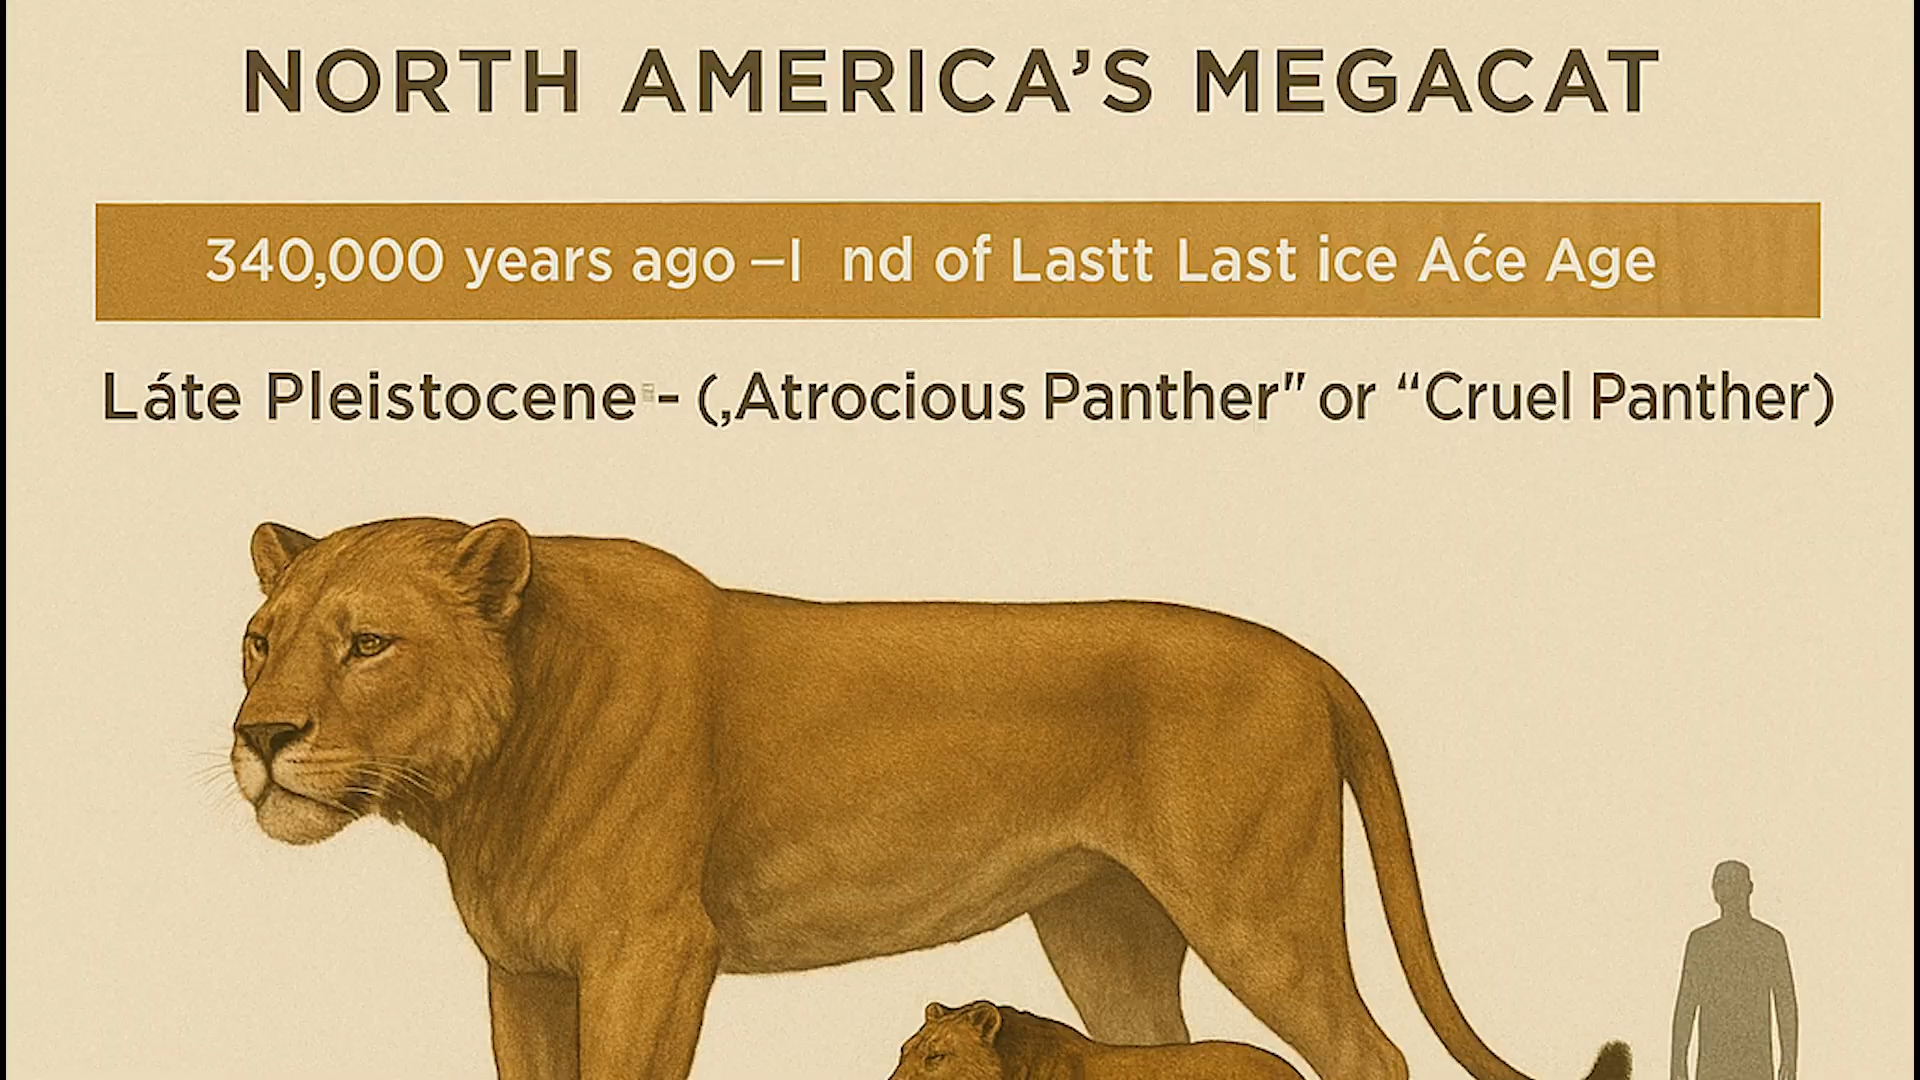 NORTH AMERICA’S MEGACAT
340,000 years ago –I nd of Lastt Last ice Aće Age
Láte Pleistocene - (‚Atrocious Panther" or “Cruel Panther)